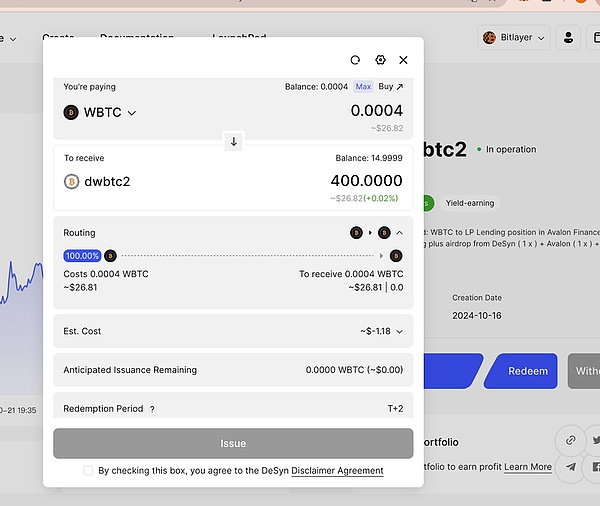 Create Documentation LaunchPad
Bitlayer
You're paying Balance: 0.0004 Max Buy ↗
WBTC 0.0004
~$26.82
To receive Balance: 14.9999
dwbtc2 400.0000
~$26.82(+0.02%)
Routing
100.00%
Costs 0.0004 WBTC To receive 0.0004 WBTC
~$26.81 ~$26.81 | 0.0
Est. Cost ~$-1.18
Anticipated Issuance Remaining 0.0000 WBTC (~$0.00)
Redemption Period ? T+2
Issue
By checking this box, you agree to the DeSyn Disclaimer Agreement
btc2 In operation
Yield-earning
d: WBTC to LP Lending position in Avalon Finance
g plus airdrop from DeSyn ( 1 x ) + Avalon ( 1 x ) +
Creation Date
2024-10-16
Redeem With
0-21 19:35
ortfolio
tfolio to earn profit Learn More